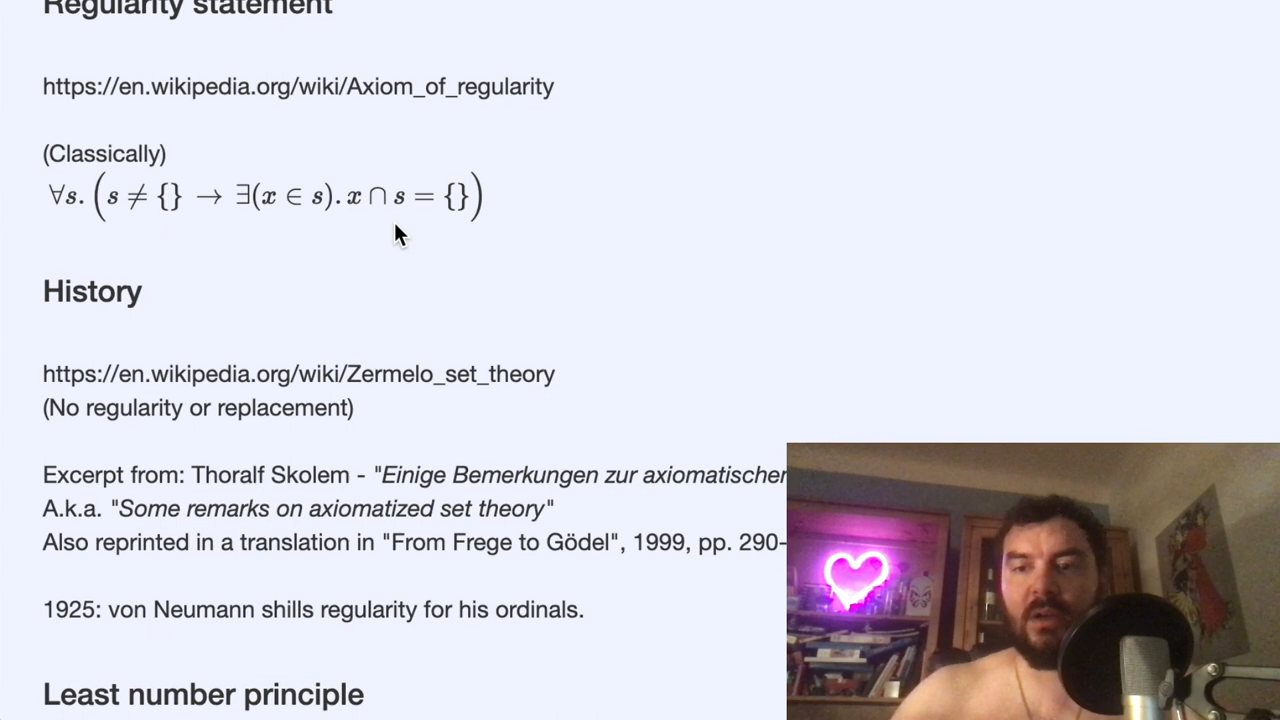 Regularity statement
https://en.wikipedia.org/wiki/Axiom_of_regularity
(Classically)
∀s. (s ≠ {} → ∃(x ∈ s). x ∩ s = {})
History
https://en.wikipedia.org/wiki/Zermelo_set_theory
(No regularity or replacement)
Excerpt from: Thoralf Skolem - "Einige Bemerkungen zur axiomatischen
A.k.a. "Some remarks on axiomatized set theory"
Also reprinted in a translation in "From Frege to Gödel", 1999, pp. 290-
1925: von Neumann shills regularity for his ordinals.
Least number principle